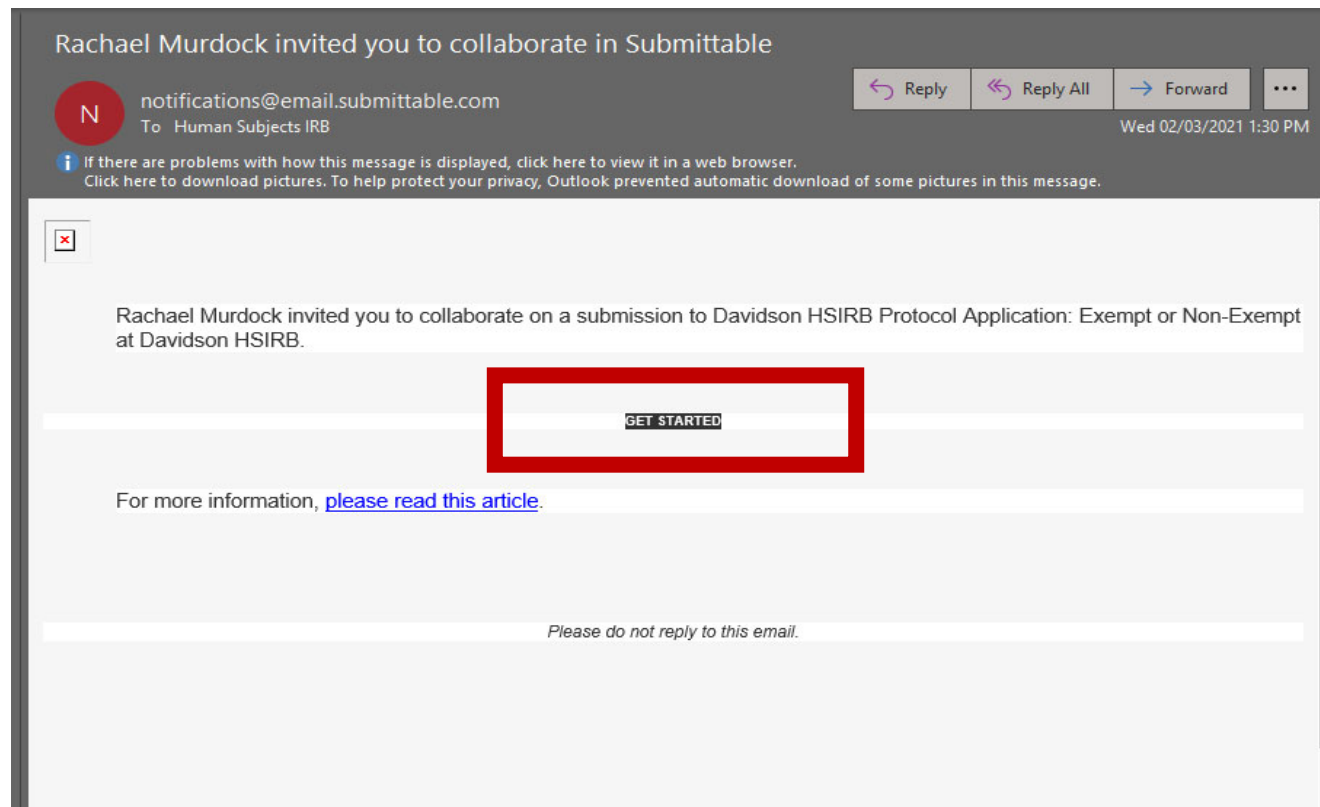 Rachael Murdock invited you to collaborate in Submittable
Reply
Reply All
Forward
N
notifications@email.submittable.com
To Human Subjects IRB
Wed 02/03/2021 1:30 PM
If there are problems with how this message is displayed, click here to view it in a web browser.
Click here to download pictures. To help protect your privacy, Outlook prevented automatic download of some pictures in this message.
Rachael Murdock invited you to collaborate on a submission to Davidson HSIRB Protocol Application: Exempt or Non-Exempt
at Davidson HSIRB.
GET STARTED
For more information, please read this article.
Please do not reply to this email.